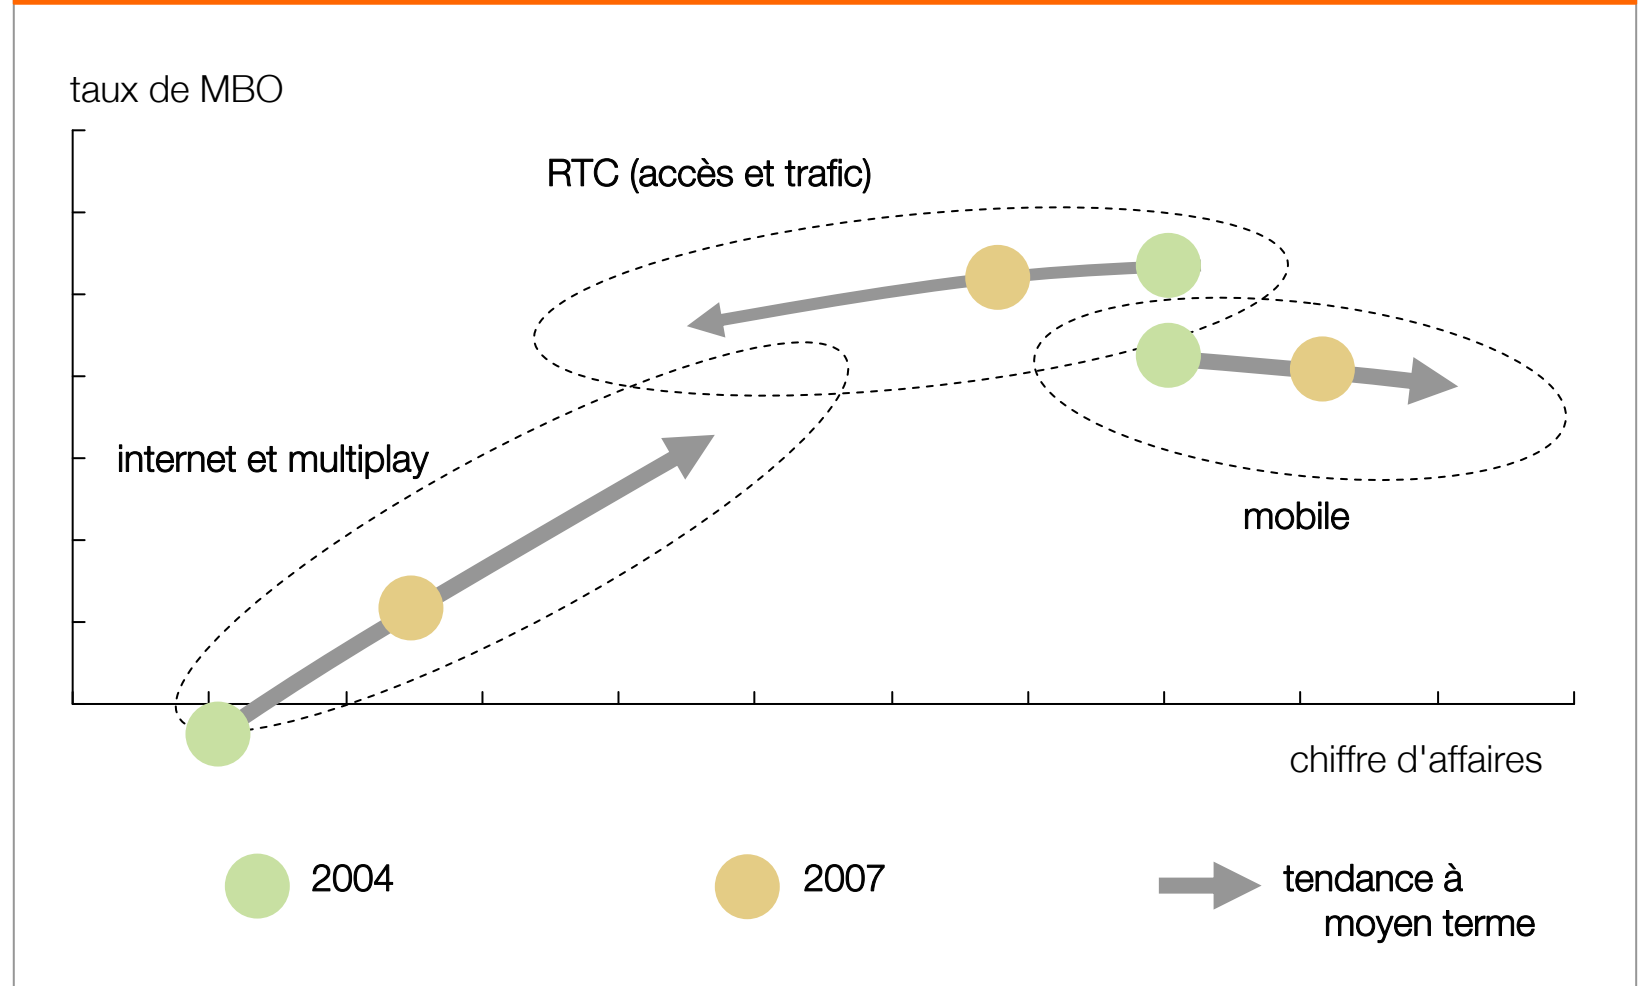 taux de MBO
RTC (accès et trafic)
internet et multiplay
mobile
chiffre d'affaires
2004
2007
tendance à
moyen terme